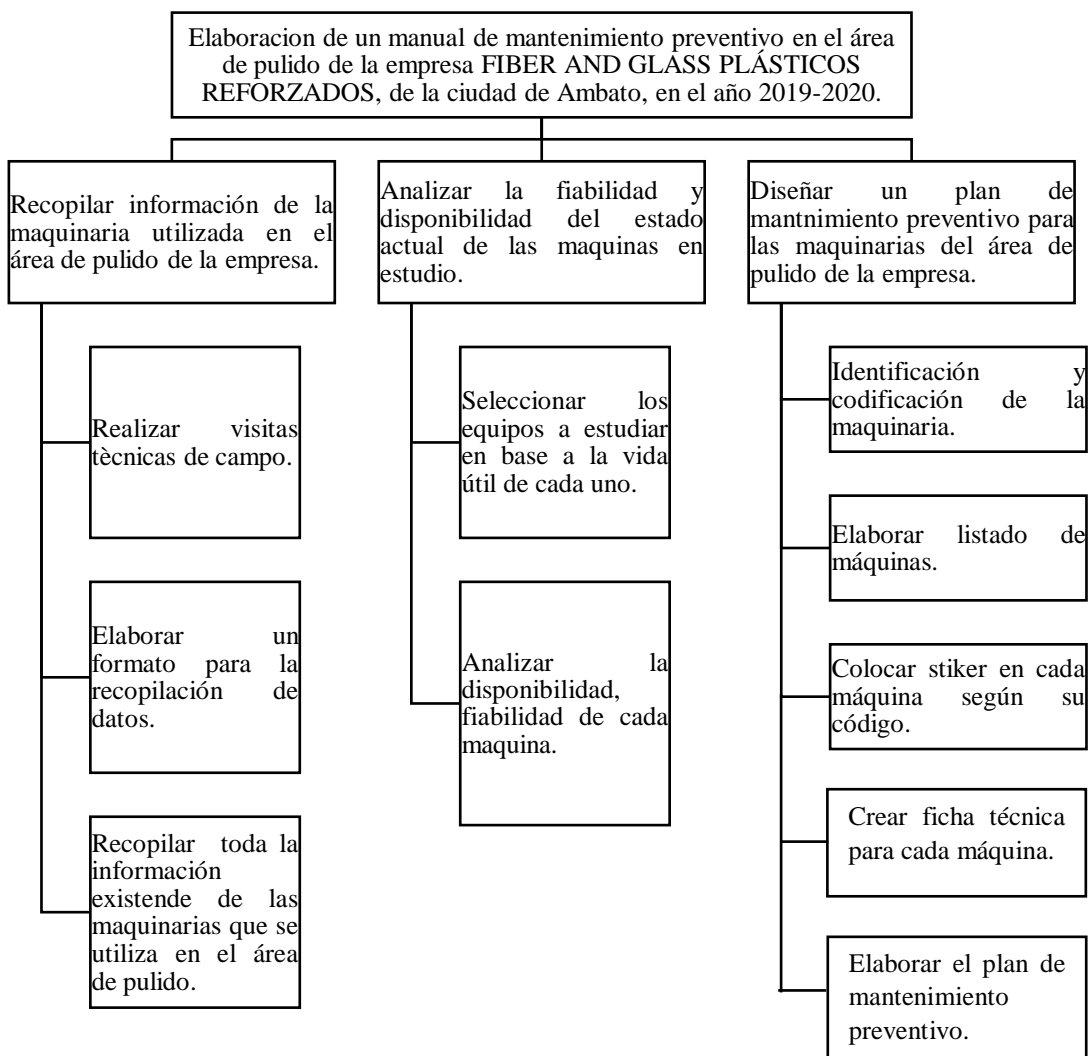 Elaboracion de un manual de mantenimiento preventivo en el área
de pulido de la empresa FIBER AND GLASS PLÁSTICOS
REFORZADOS, de la ciudad de Ambato, en el año 2019-2020.
Recopilar información de la
maquinaria utilizada en el
área de pulido de la empresa.
Realizar visitas
tècnicas de campo.
Elaborar un
formato para la
recopilación de
datos.
Recopilar toda la
información
existende de las
maquinarias que se
utiliza en el área
de pulido.
Analizar la fiabilidad y
disponibilidad del estado
actual de las maquinas en
estudio.
Seleccionar los
equipos a estudiar
en base a la vida
útil de cada uno.
Analizar la
disponibilidad,
fiabilidad de cada
maquina.
Diseñar un plan de
mantnimiento preventivo para
las maquinarias del área de
pulido de la empresa.
Identificación y
codificación de la
maquinaria.
Elaborar listado de
máquinas.
Colocar stiker en cada
máquina según su
código.
Crear ficha técnica
para cada máquina.
Elaborar el plan de
mantenimiento
preventivo.